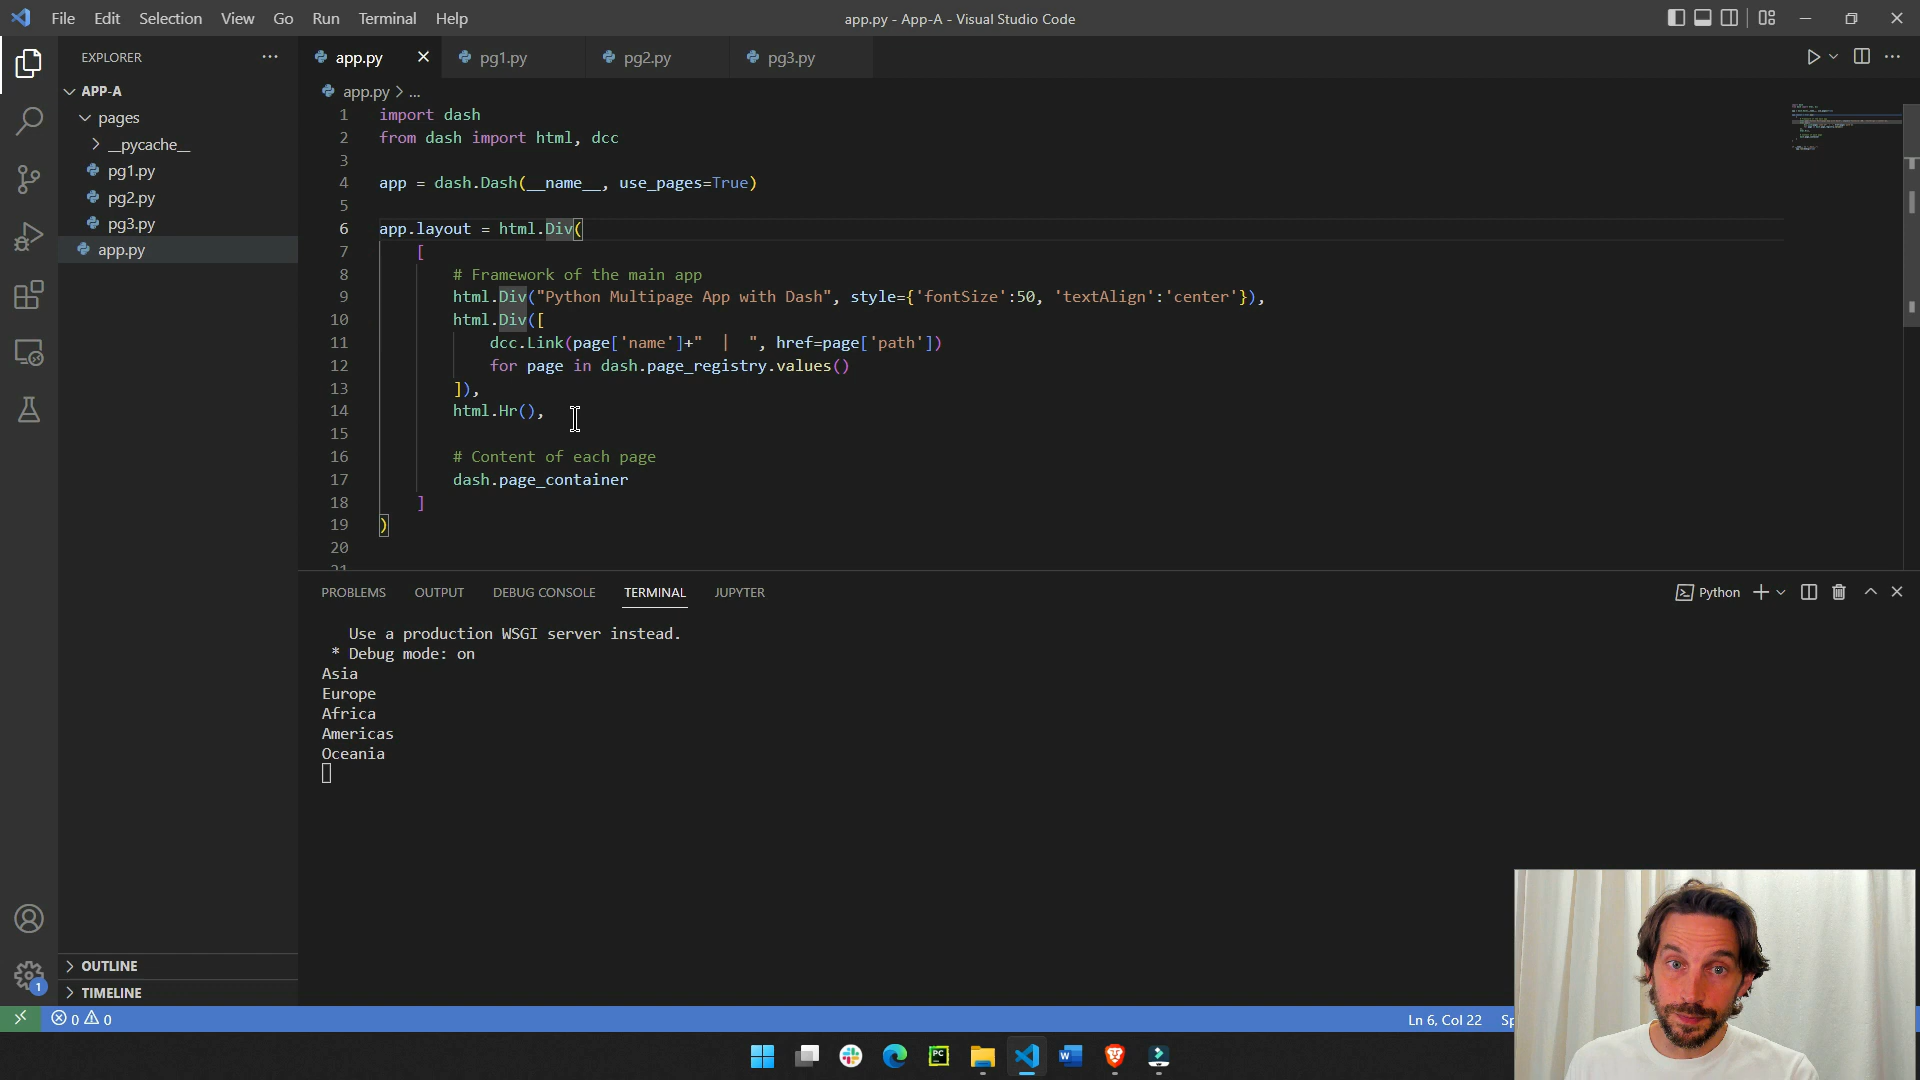 File Edit Selection View Go Run Terminal Help
app.py - App-A - Visual Studio Code
EXPLORER
APP-A
pages
__pycache__
pg1.py
pg2.py
pg3.py
app.py
OUTLINE
TIMELINE
app.py pg1.py pg2.py pg3.py
app.py > ...
1 import dash
2 from dash import html, dcc
3
4 app = dash.Dash(__name__, use_pages=True)
5
6 app.layout = html.Div(
7 [
8 # Framework of the main app
9 html.Div("Python Multipage App with Dash", style={'fontSize':50, 'textAlign':'center'}),
10 html.Div([
11 dcc.Link(page['name']+"  |  ", href=page['path'])
12 for page in dash.page_registry.values()
13 ]),
14 html.Hr(),
15
16 # Content of each page
17 dash.page_container
18 ]
19 )
20
21
PROBLEMS OUTPUT DEBUG CONSOLE TERMINAL JUPYTER
Python
Use a production WSGI server instead.
* Debug mode: on
Asia
Europe
Africa
Americas
Oceania
1
0 0
Ln 6, Col 22
PC
W